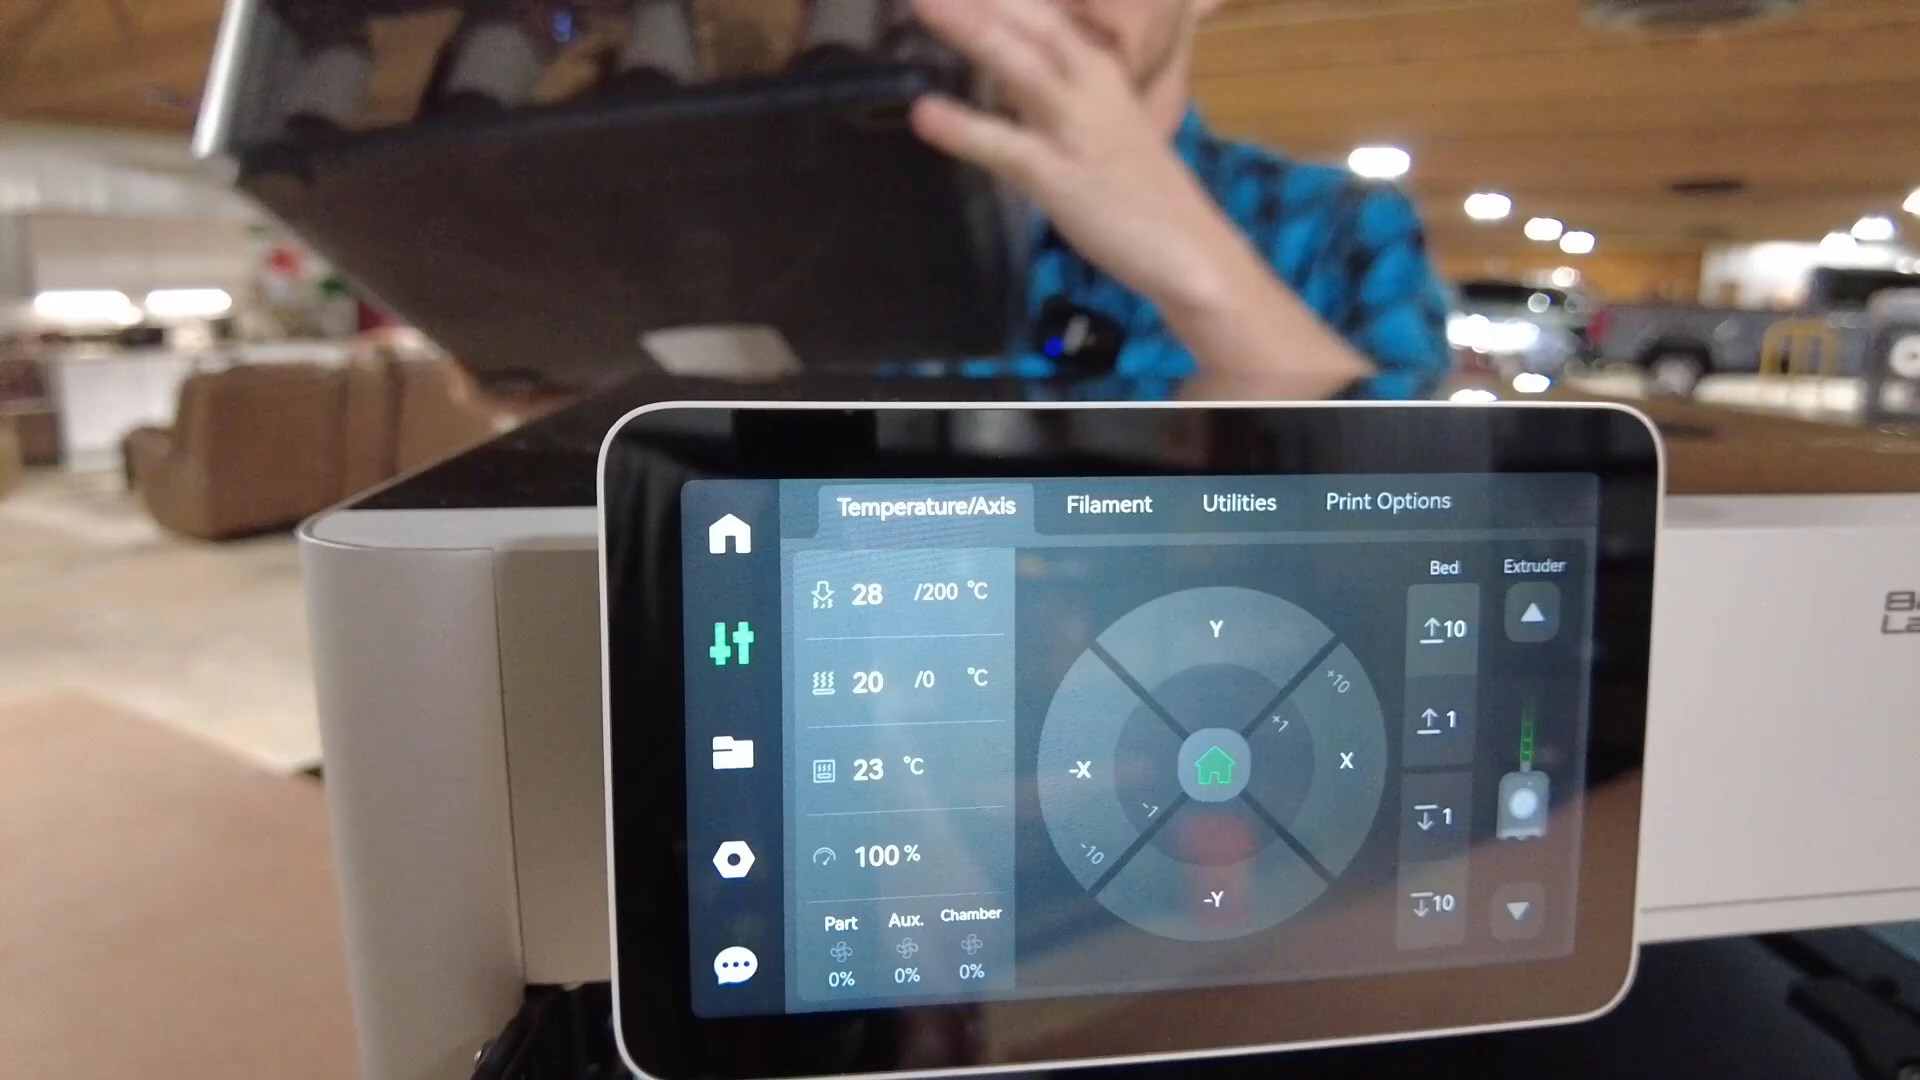 Temperature/Axis Filament Utilities Print Options
28 /200 °C
20 /0 °C
23 °C
100 %
Part Aux. Chamber
0% 0% 0%
Y
+10
+1
-X X
-1
-10
-Y
Bed Extruder
10
1
1
10